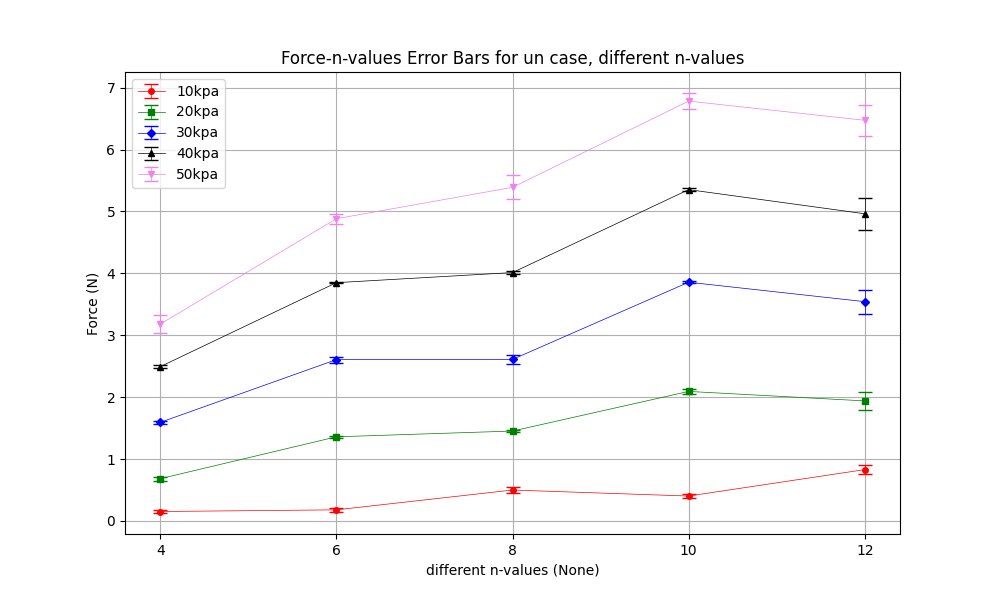 Force-n-values Error Bars for un case, different n-values
10kpa
20kpa
30kpa
40kpa
50kpa
7
6
5
4
3
2
1
0
Force (N)
4 6 8 10 12
different n-values (None)